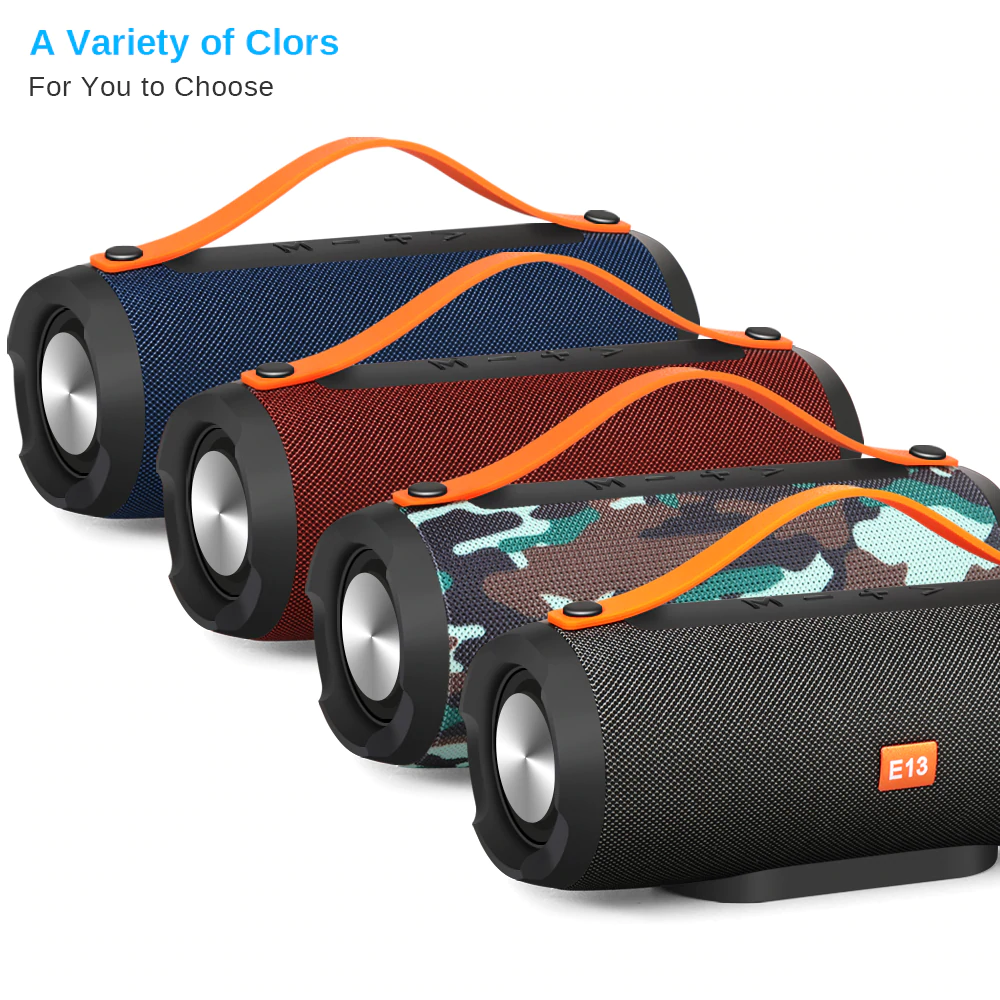 A Variety of Clors
For You to Choose
M − + >
M − + >
M − + >
M − + >
E13